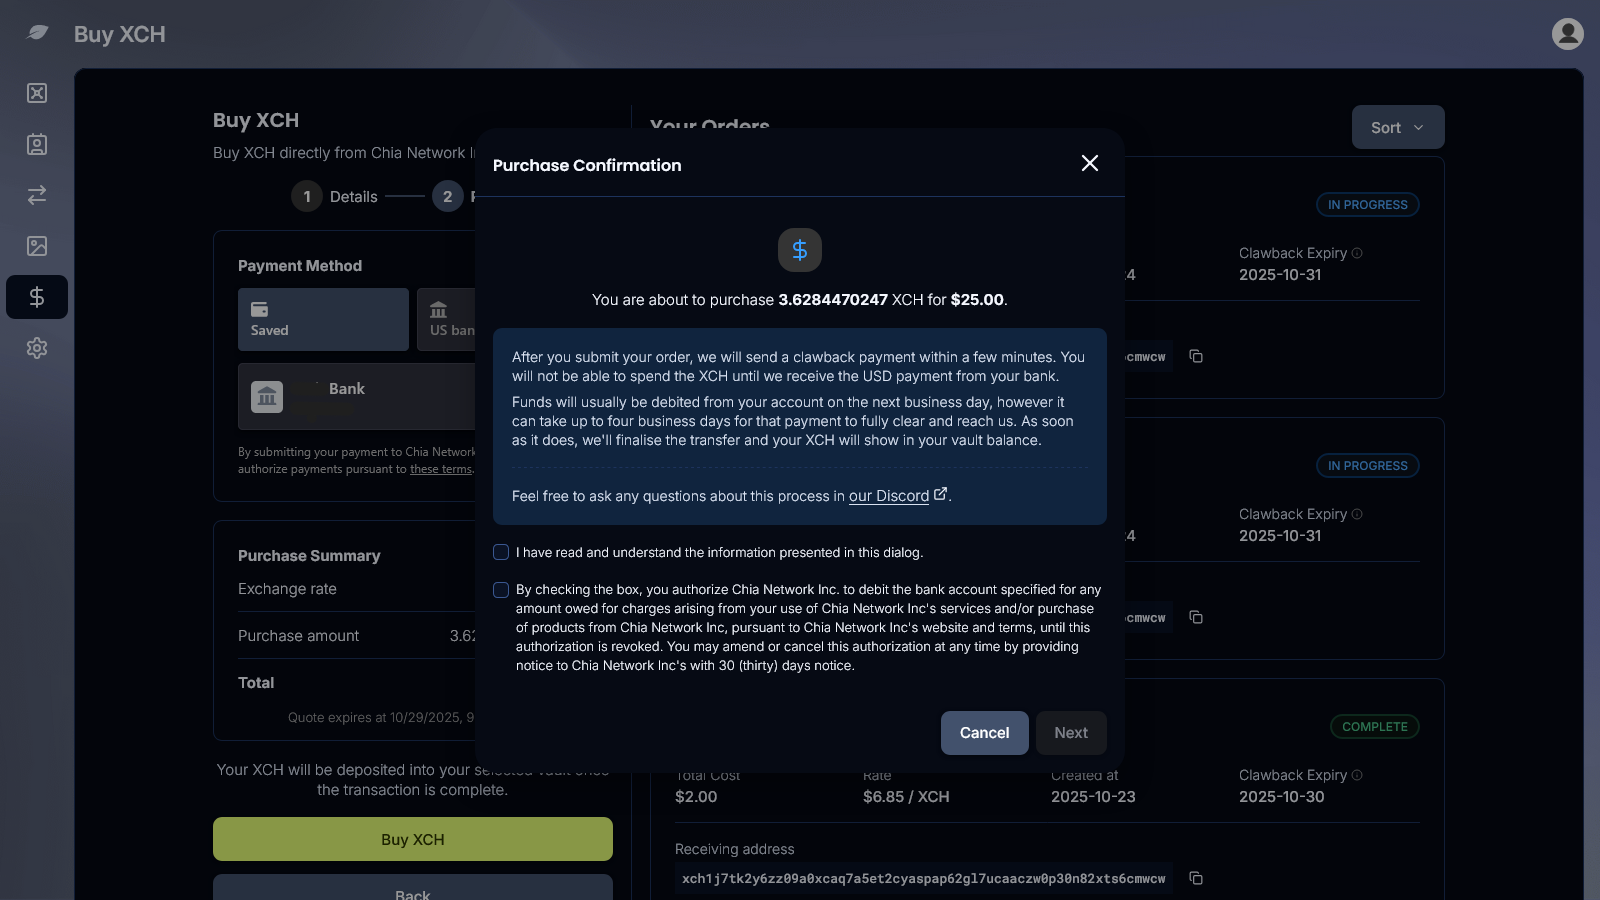 Buy XCH
Buy XCH
Buy XCH directly from Chia Network
1 Details
2
Payment Method
Saved
US
Bank
By submitting your payment to Chia Network
authorize payments pursuant to these terms.
Purchase Summary
Exchange rate
Purchase amount 3.62
Total
Quote expires at 10/29/2025, 9
Your XCH will be deposited into your selected vault once
the transaction is complete.
Buy XCH
Back
Purchase Confirmation
You are about to purchase 3.6284470247 XCH for $25.00.
After you submit your order, we will send a clawback payment within a few minutes. You
will not be able to spend the XCH until we receive the USD payment from your bank.
Funds will usually be debited from your account on the next business day, however it
can take up to four business days for that payment to fully clear and reach us. As soon
as it does, we'll finalise the transfer and your XCH will show in your vault balance.
Feel free to ask any questions about this process in our Discord.
I have read and understand the information presented in this dialog.
By checking the box, you authorize Chia Network Inc. to debit the bank account specified for any
amount owed for charges arising from your use of Chia Network Inc's services and/or purchase
of products from Chia Network Inc, pursuant to Chia Network Inc's website and terms, until this
authorization is revoked. You may amend or cancel this authorization at any time by providing
notice to Chia Network Inc's with 30 (thirty) days notice.
Cancel
Next
Your Orders
Sort
IN PROGRESS
Clawback Expiry
2025-10-31
6cmwcw
IN PROGRESS
Clawback Expiry
2025-10-31
6cmwcw
COMPLETE
Total Cost Rate Created at Clawback Expiry
$2.00 $6.85 / XCH 2025-10-23 2025-10-30
Receiving address
xch1j7tk2y6zz09a0xcaq7a5et2cyaspap62gl7ucaaczw0p30n82xts6cmwcw